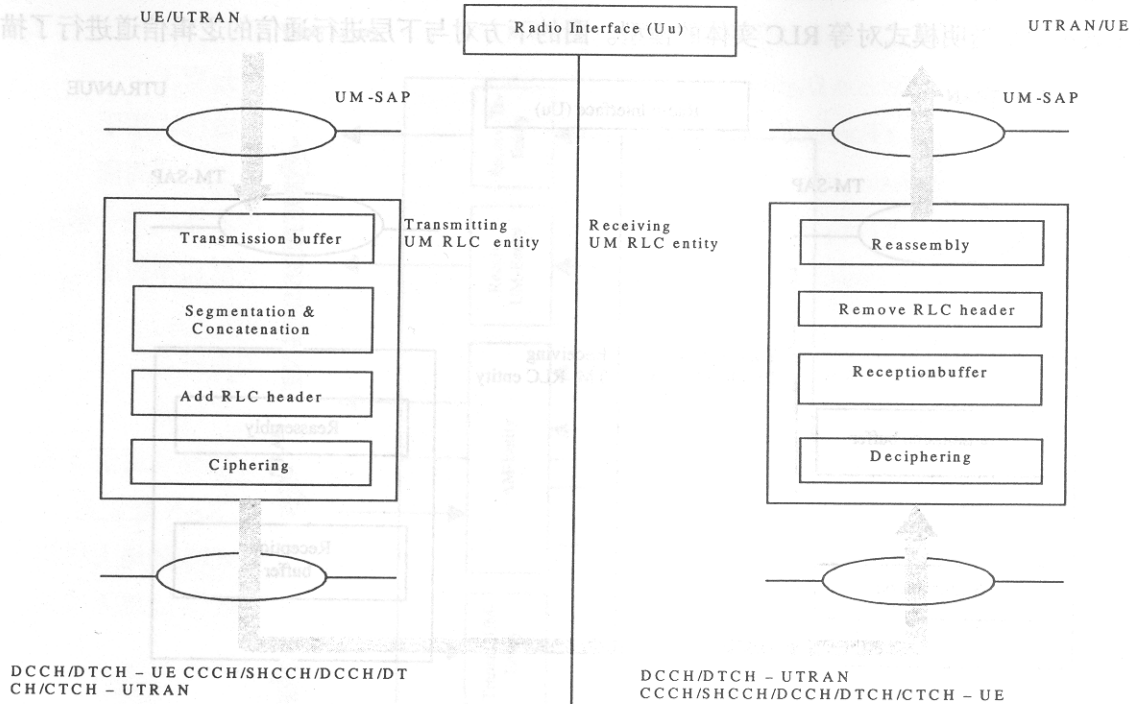 UE/UTRAN
Radio Interface (Uu)
UTRAN/UE
UM-SAP
UM-SAP
Transmitting
UM RLC entity
Receiving
UM RLC entity
Transmission buffer
Segmentation &
Concatenation
Add RLC header
Ciphering
Reassembly
Remove RLC header
Receptionbuffer
Deciphering
DCCH/DTCH – UE CCCH/SHCCH/DCCH/DT
CH/CTCH – UTRAN
DCCH/DTCH – UTRAN
CCCH/SHCCH/DCCH/DTCH/CTCH – UE